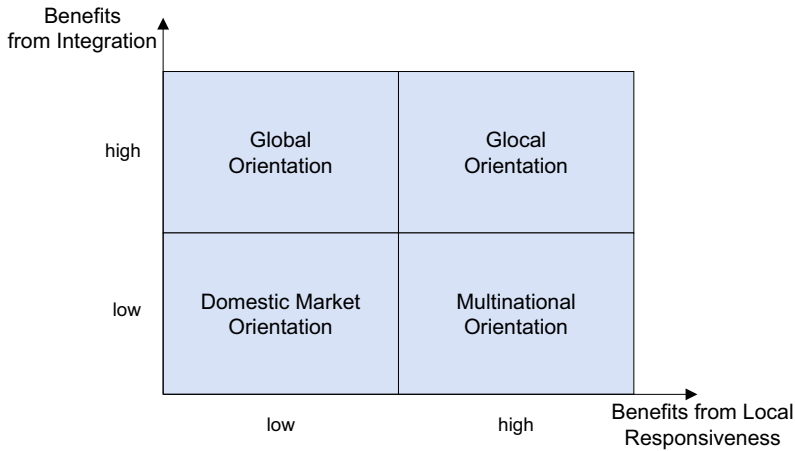 Benefits
from Integration
high
Global
Orientation
Glocal
Orientation
low
Domestic Market
Orientation
Multinational
Orientation
low
high
Benefits from Local
Responsiveness